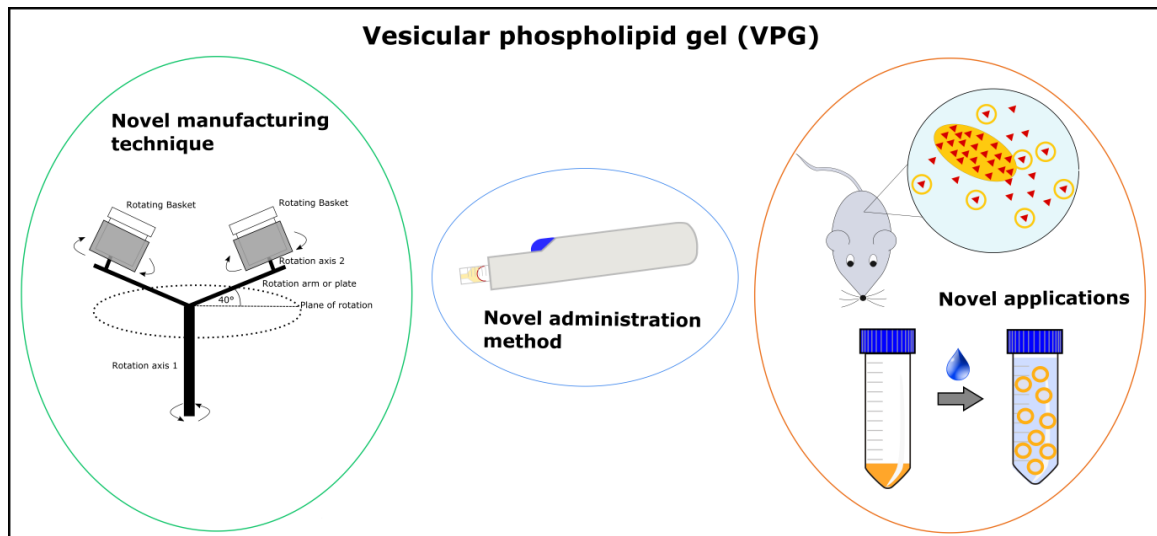 Vesicular phospholipid gel (VPG)
Novel manufacturing
technique
Rotating Basket
Rotating Basket
Rotation axis 2
Rotation arm or plate
40°
Plane of rotation
Rotation axis 1
Novel administration
method
Novel applications